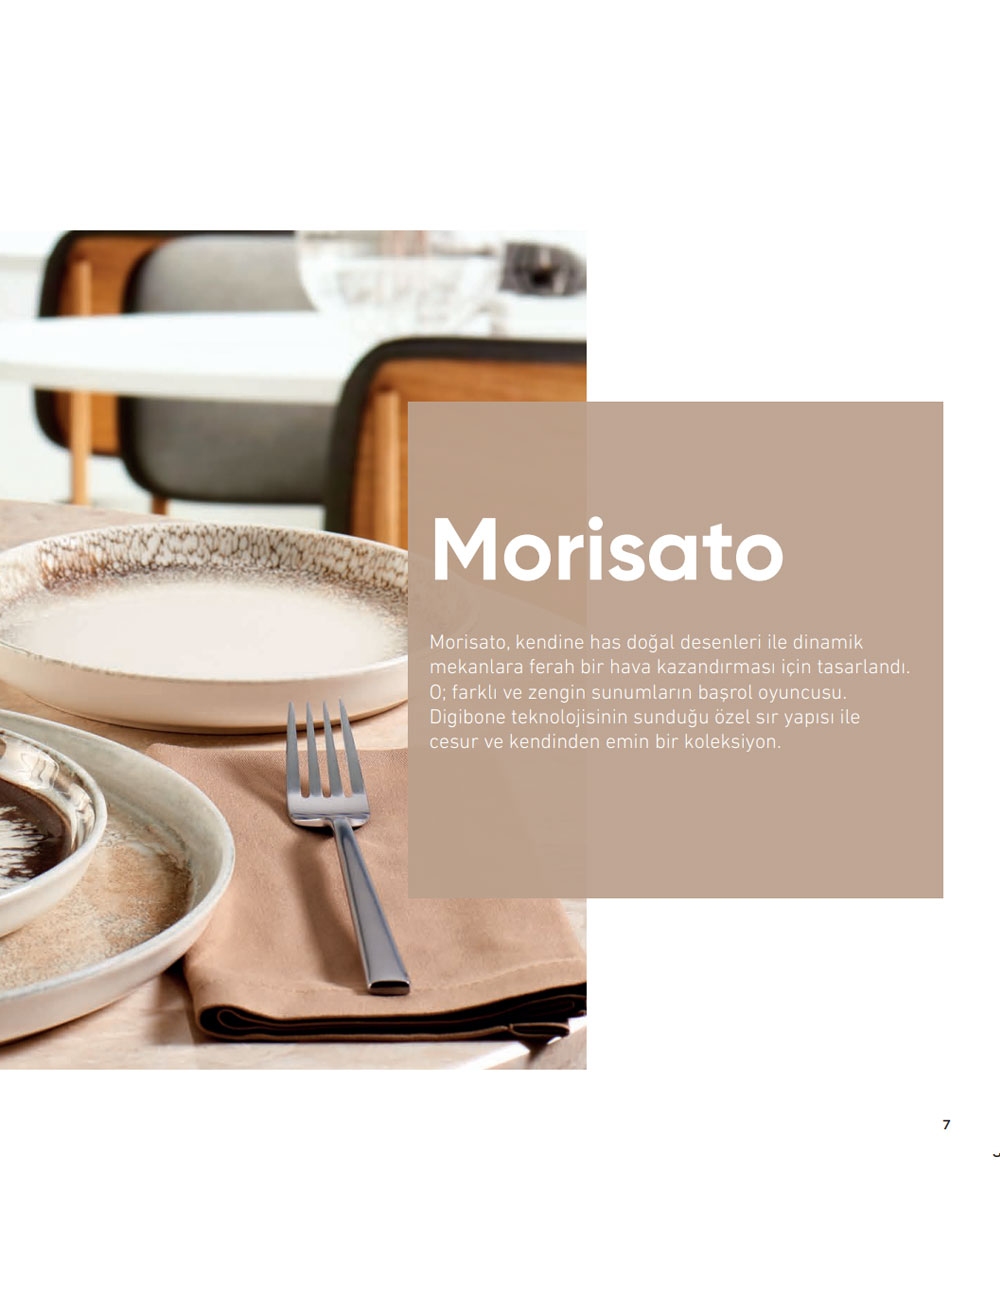 Morisato
Morisato, kendine has doğal desenleri ile dinamik
mekanlara ferah bir hava kazandırması için tasarlandı.
O; farklı ve zengin sunumların başrol oyuncusu.
Digibone teknolojisinin sunduğu özel sır yapısı ile
cesur ve kendinden emin bir koleksiyon.
7